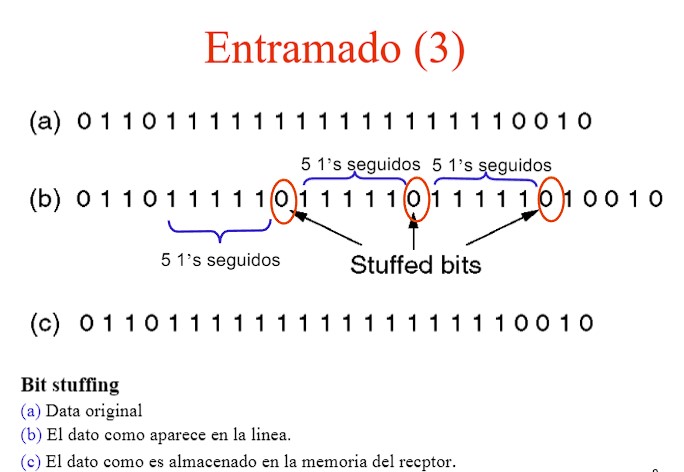 Entramado (3)
(a) 0 1 1 0 1 1 1 1 1 1 1 1 1 1 1 1 1 1 1 1 0 0 1 0
5 1's seguidos 5 1's seguidos
(b) 0 1 1 0 1 1 1 1 1 0 1 1 1 1 1 0 1 1 1 1 1 0 1 0 0 1 0
5 1's seguidos
Stuffed bits
(c) 0 1 1 0 1 1 1 1 1 1 1 1 1 1 1 1 1 1 1 1 0 0 1 0
Bit stuffing
(a) Data original
(b) El dato como aparece en la linea.
(c) El dato como es almacenado en la memoria del recptor.